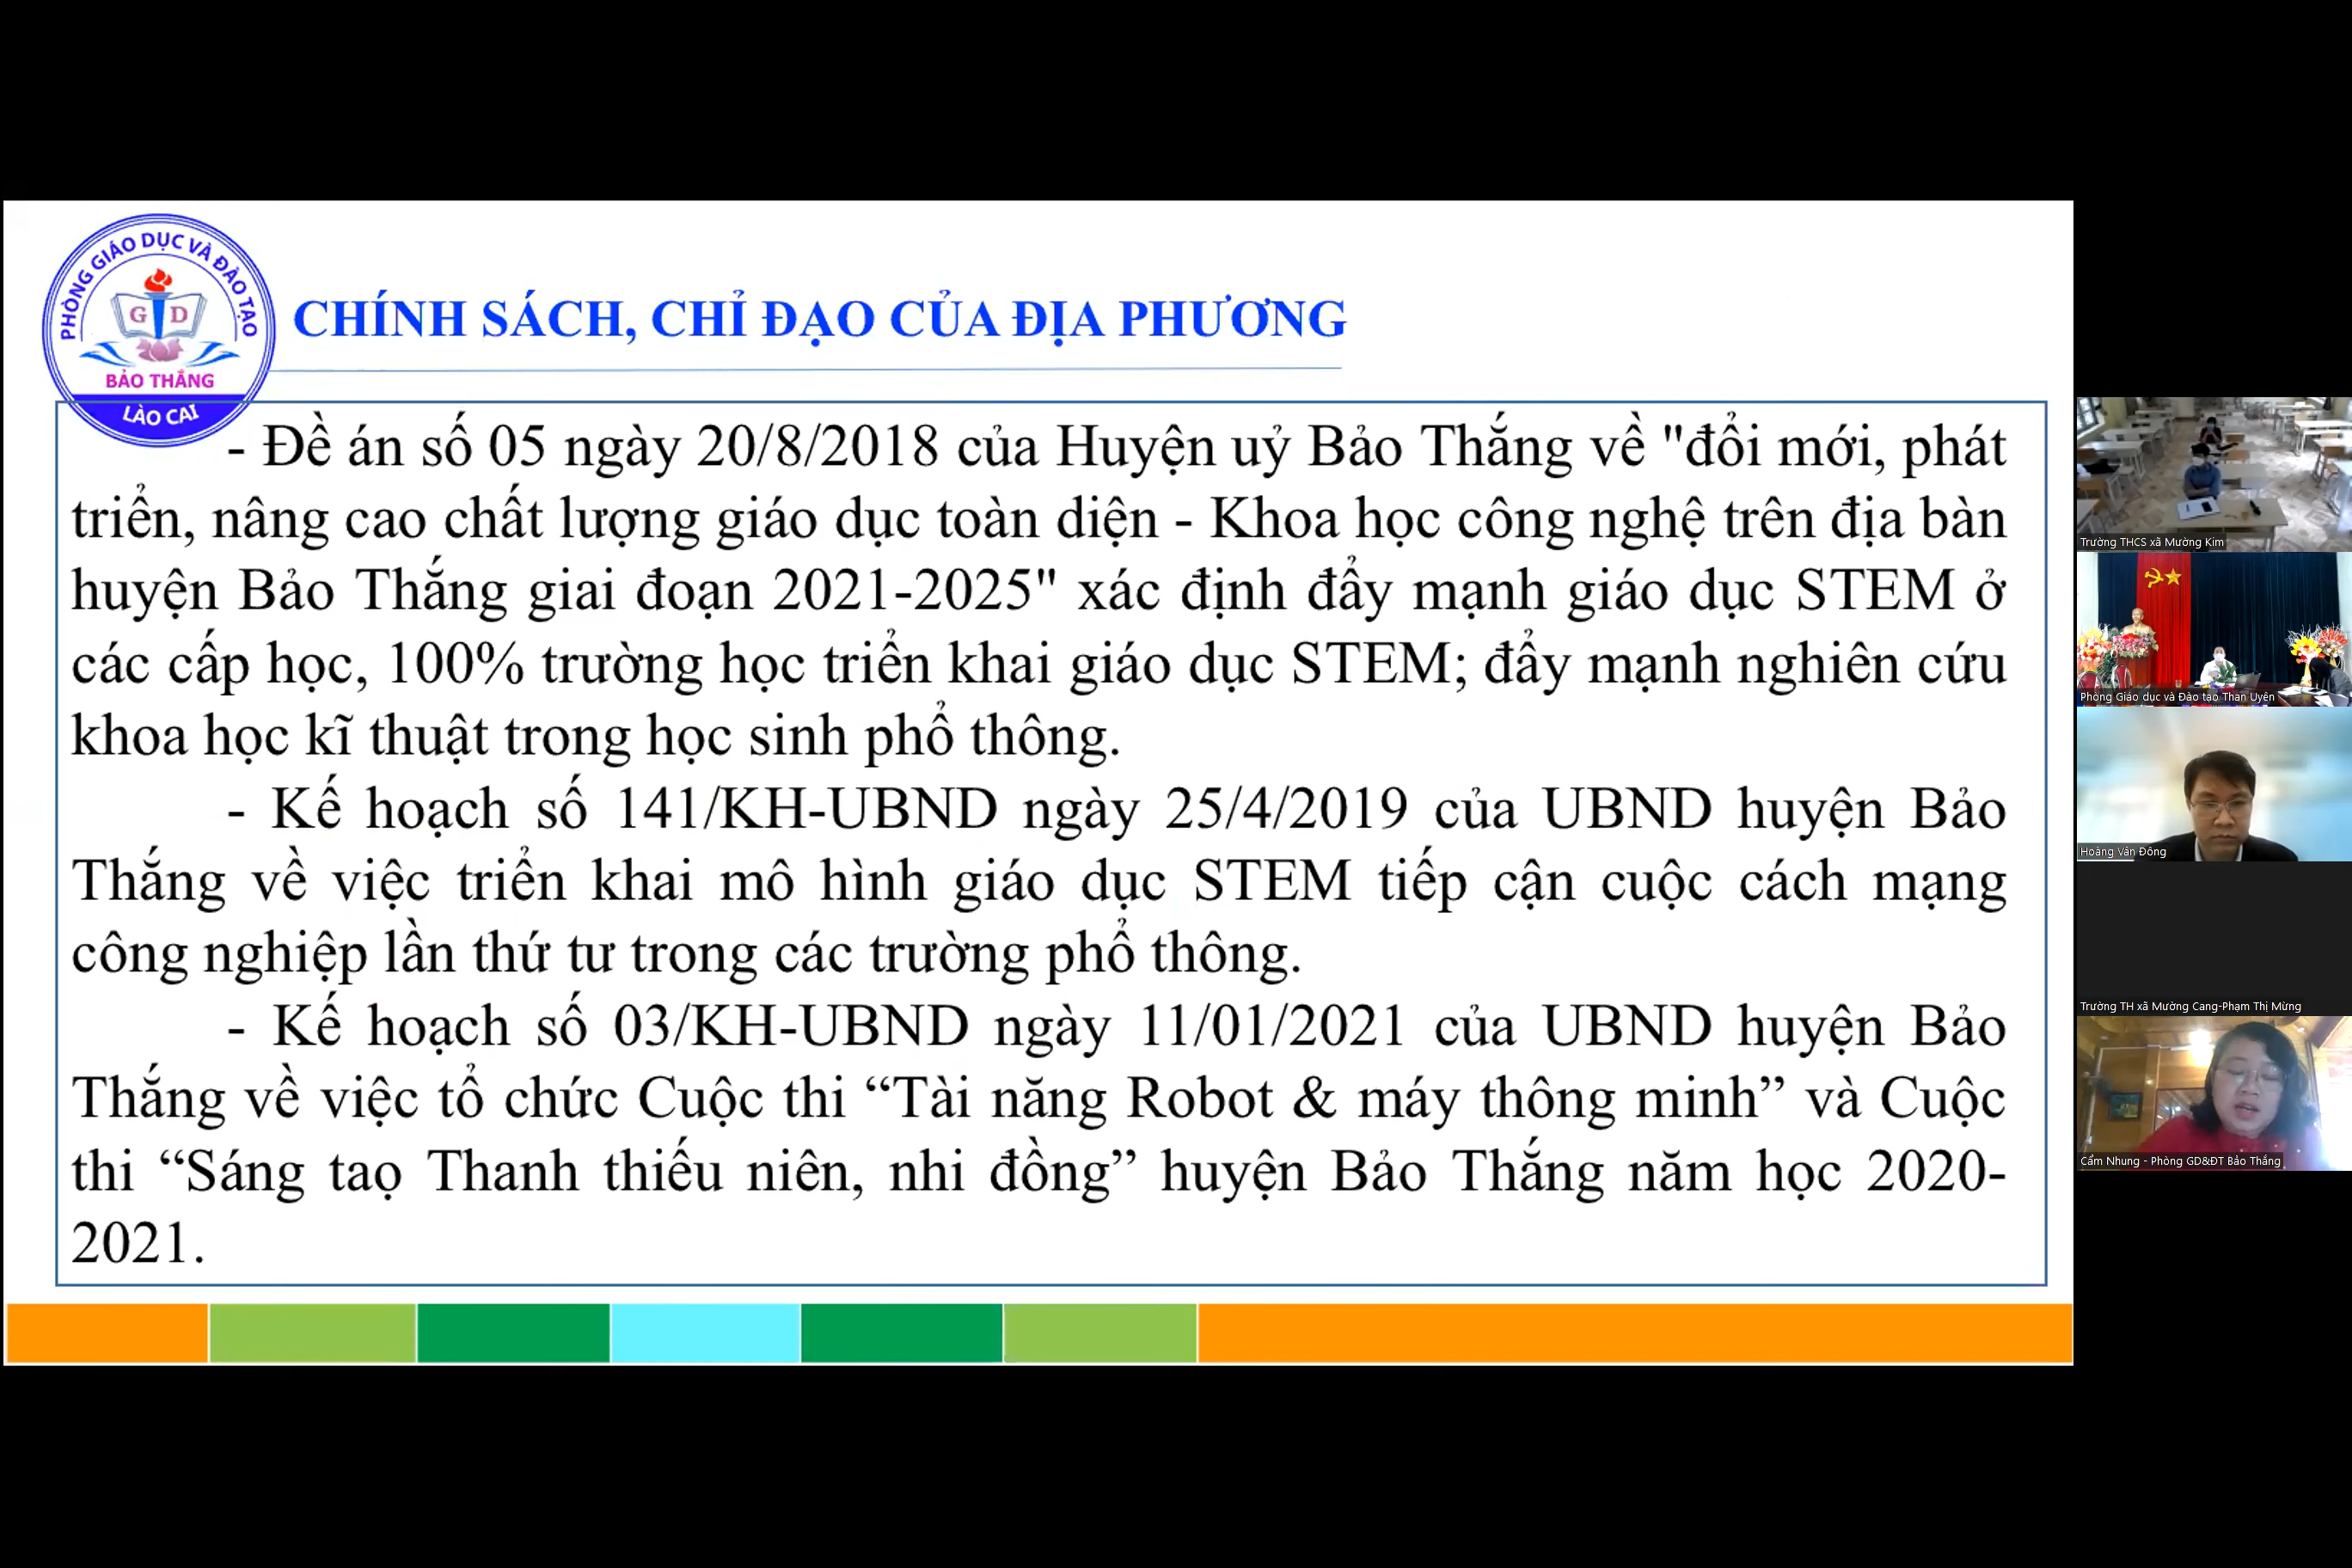 PHÒNG GIÁO DỤC VÀ ĐÀO TẠO
G D
BẢO THẮNG
LÀO CAI
CHÍNH SÁCH, CHỈ ĐẠO CỦA ĐỊA PHƯƠNG
- Đề án số 05 ngày 20/8/2018 của Huyện uỷ Bảo Thắng về "đổi mới, phát
triển, nâng cao chất lượng giáo dục toàn diện - Khoa học công nghệ trên địa bàn
huyện Bảo Thắng giai đoạn 2021-2025" xác định đẩy mạnh giáo dục STEM ở
các cấp học, 100% trường học triển khai giáo dục STEM; đẩy mạnh nghiên cứu
khoa học kĩ thuật trong học sinh phổ thông.
- Kế hoạch số 141/KH-UBND ngày 25/4/2019 của UBND huyện Bảo
Thắng về việc triển khai mô hình giáo dục STEM tiếp cận cuộc cách mạng
công nghiệp lần thứ tư trong các trường phổ thông.
- Kế hoạch số 03/KH-UBND ngày 11/01/2021 của UBND huyện Bảo
Thắng về việc tổ chức Cuộc thi “Tài năng Robot & máy thông minh” và Cuộc
thi “Sáng taọ Thanh thiếu niên, nhi đồng” huyện Bảo Thắng năm học 2020-
2021.
Trường THCS xã Mường Kim
Phòng Giáo dục và Đào tạo Than Uyên
Hoàng Vân Đông
Trường TH xã Mường Cang-Phạm Thị Mừng
Cẩm Nhung - Phòng GD&ĐT Bảo Thắng